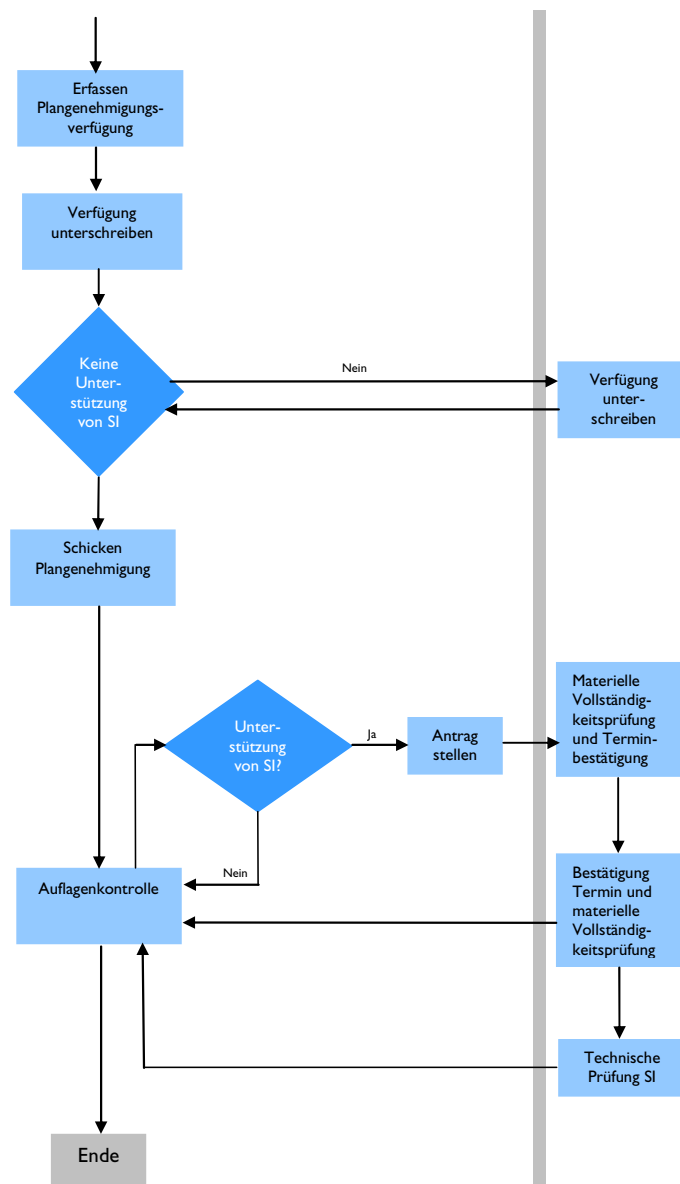 Erfassen
Plangenehmigungs-
verfügung
Verfügung
unterschreiben
Keine
Unter-
stützung
von SI
Nein
Verfügung
unter-
schreiben
Schicken
Plangenehmigung
Unter-
stützung
von SI?
Ja
Antrag
stellen
Materielle
Vollständig-
keitsprüfung
und Termin-
bestätigung
Nein
Auflagenkontrolle
Bestätigung
Termin und
materielle
Vollständig-
keitsprüfung
Technische
Prüfung SI
Ende